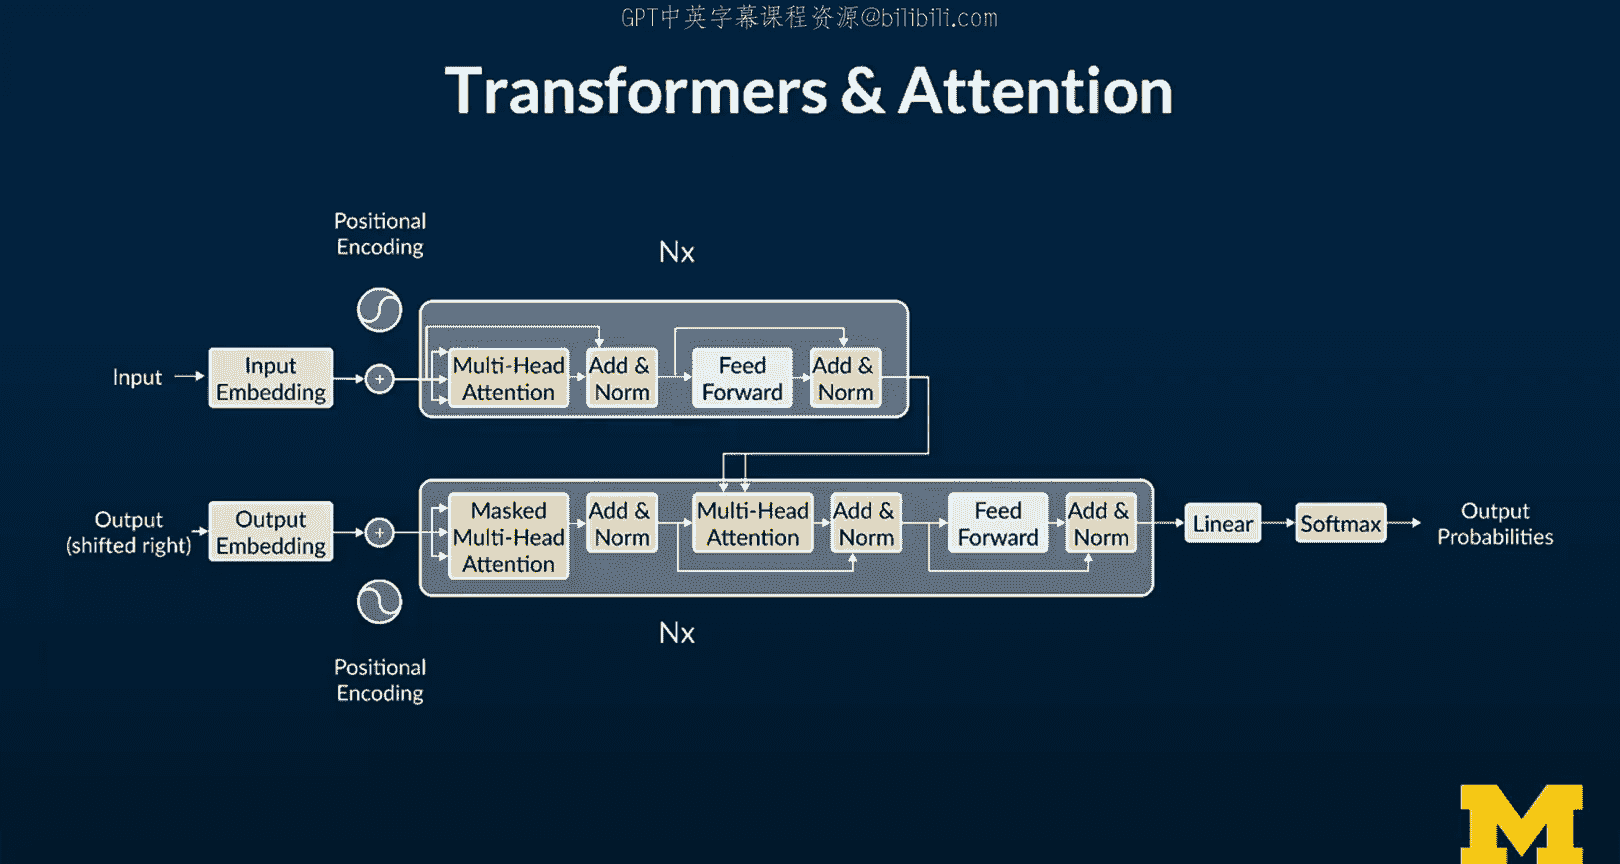 GPT中英字幕课程资源@bilibili.com
Transformers & Attention
Positional
Encoding
Nx
Input
Input
Embedding
+
Multi-Head
Attention
Add &
Norm
Feed
Forward
Add &
Norm
Output
(shifted right)
Output
Embedding
+
Masked
Multi-Head
Attention
Add &
Norm
Multi-Head
Attention
Add &
Norm
Feed
Forward
Add &
Norm
Linear
Softmax
Output
Probabilities
Nx
Positional
Encoding
M